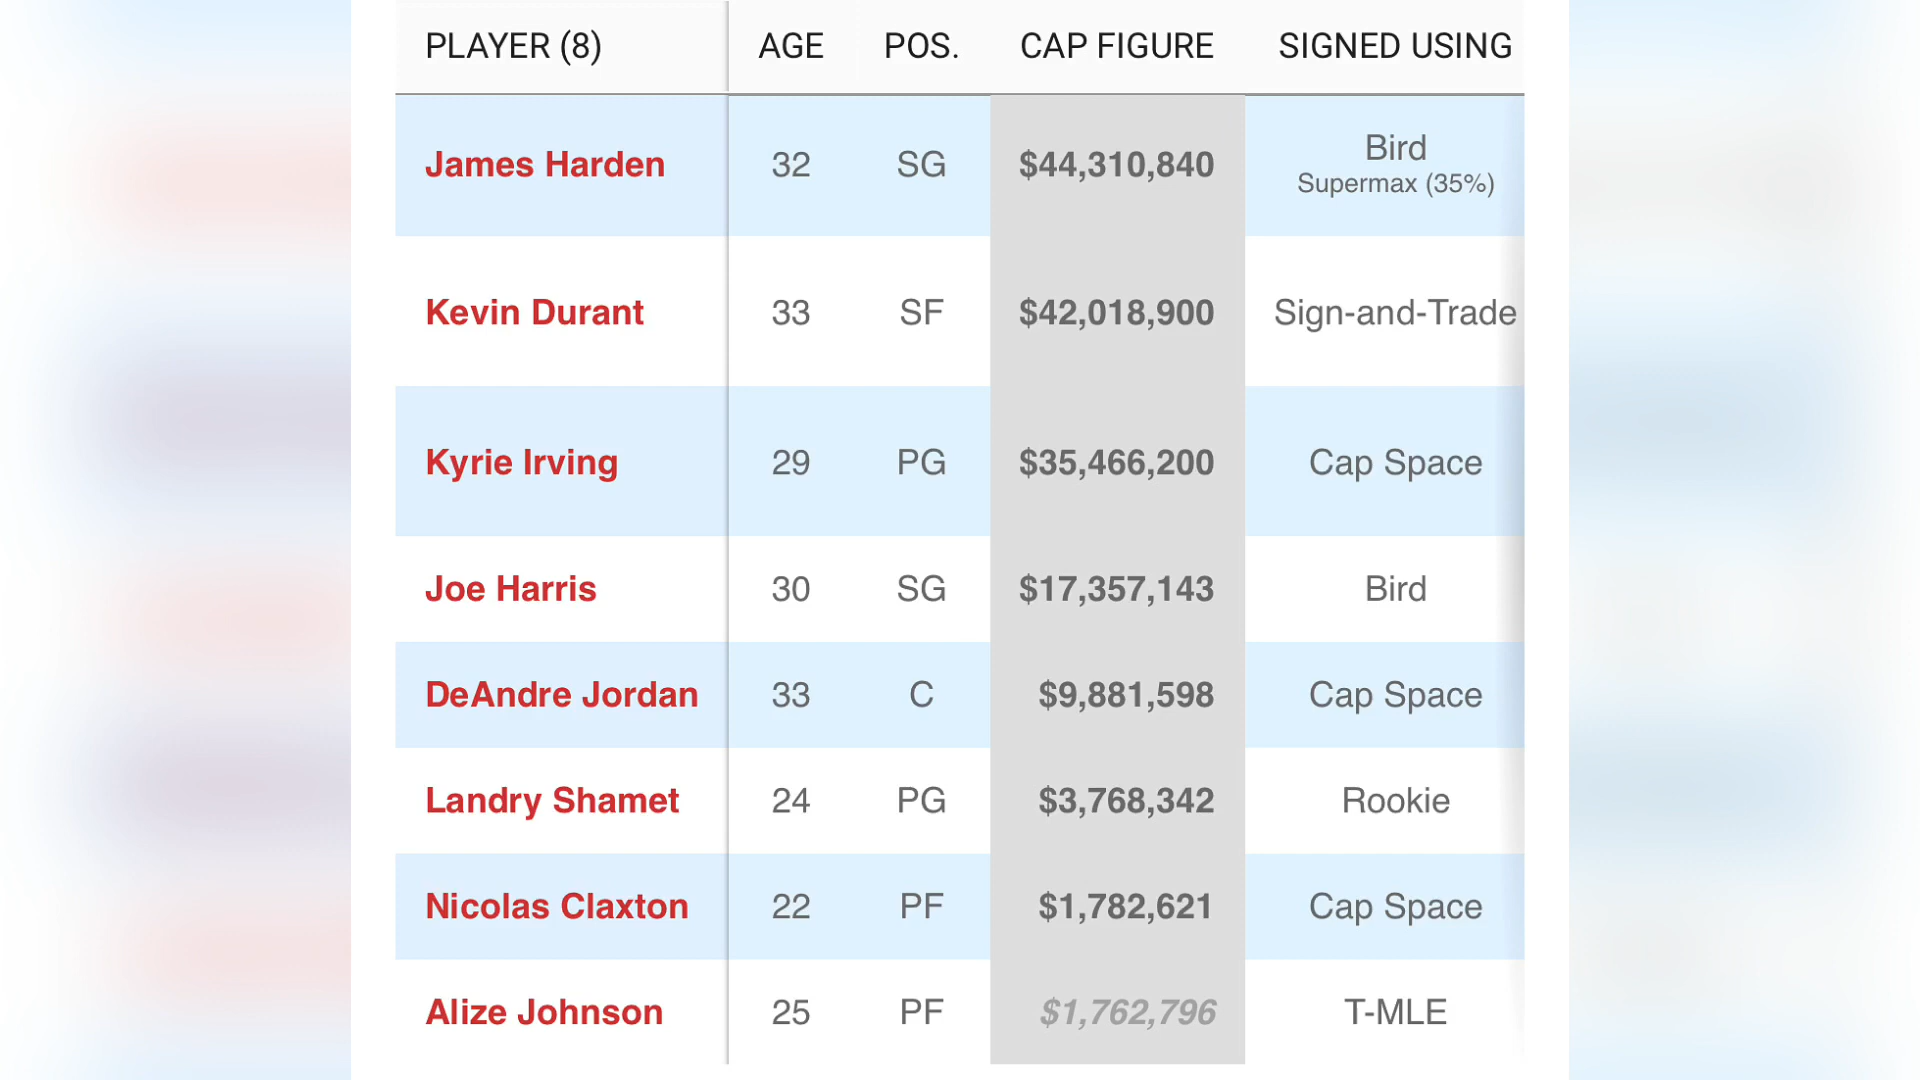 PLAYER (8) AGE POS. CAP FIGURE SIGNED USING
James Harden 32 SG $44,310,840 Bird
Supermax (35%)
Kevin Durant 33 SF $42,018,900 Sign-and-Trade
Kyrie Irving 29 PG $35,466,200 Cap Space
Joe Harris 30 SG $17,357,143 Bird
DeAndre Jordan 33 C $9,881,598 Cap Space
Landry Shamet 24 PG $3,768,342 Rookie
Nicolas Claxton 22 PF $1,782,621 Cap Space
Alize Johnson 25 PF $1,762,796 T-MLE